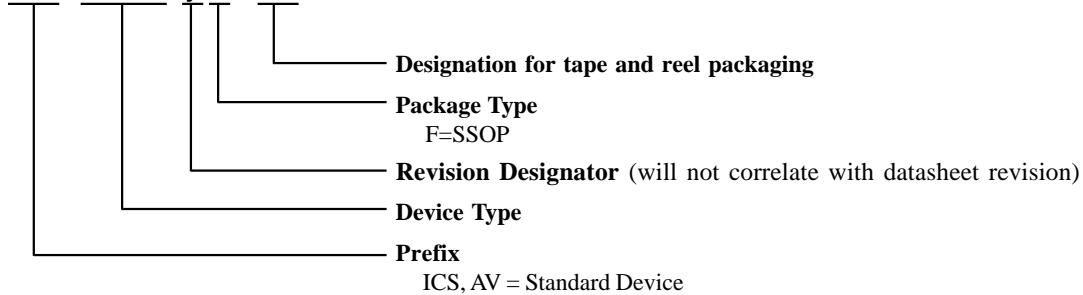 Designation for tape and reel packaging
Package Type
F=SSOP
Revision Designator (will not correlate with datasheet revision)
Device Type
Prefix
ICS, AV = Standard Device